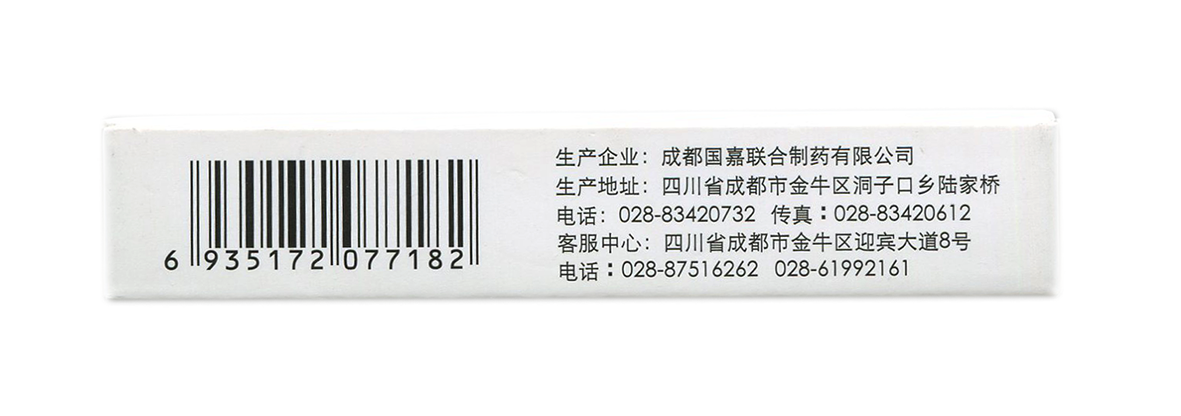 6 935172 077182
生产企业：成都国嘉联合制药有限公司
生产地址：四川省成都市金牛区洞子口乡陆家桥
电话：028-83420732 传真：028-83420612
客服中心：四川省成都市金牛区迎宾大道8号
电话：028-87516262 028-61992161